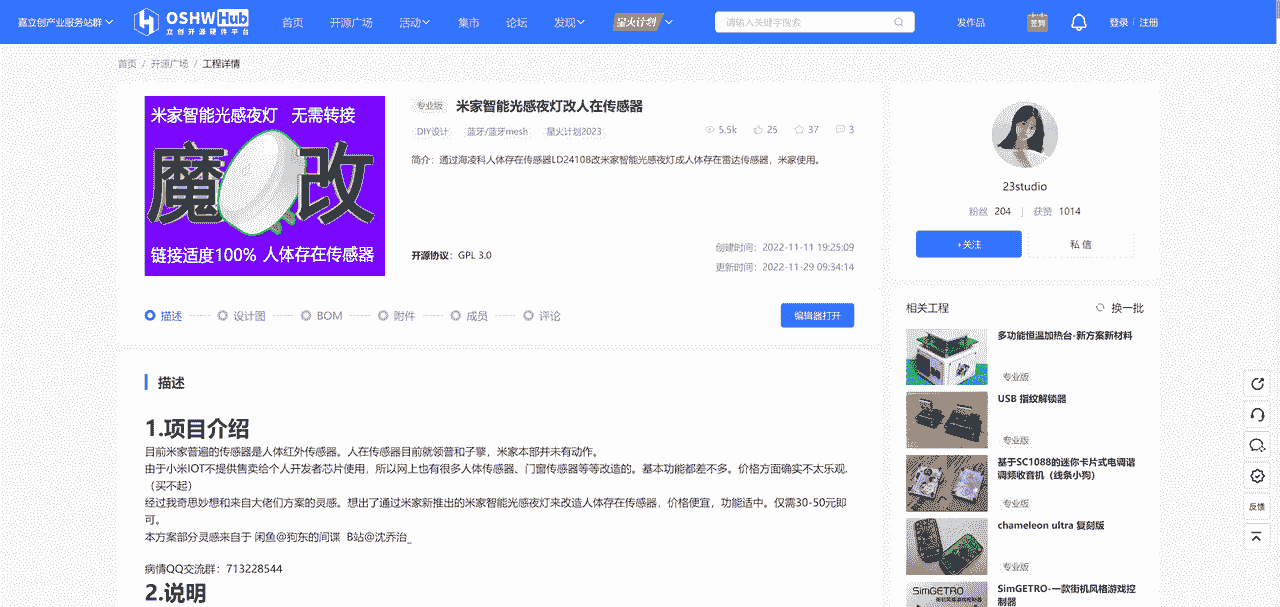 嘉立创产业服务站群
OSHWHub
立创开源硬件平台
首页
开源广场
活动
集市
论坛
发现
星火计划
请输入关键字搜索
发作品
签到
登录
注册
首页 / 开源广场 / 工程详情
米家智能光感夜灯 无需转接
魔改
链接适度100% 人体存在传感器
专业版 米家智能光感夜灯改人在传感器
DIY设计 蓝牙/蓝牙mesh 星火计划2023
5.5k 25 37 3
简介：通过海凌科人体存在传感器LD2410B改米家智能光感夜灯成人体存在雷达传感器，米家使用。
开源协议：GPL 3.0
创建时间：2022-11-11 19:25:09
更新时间：2022-11-29 09:34:14
描述 设计图 BOM 附件 成员 评论
编辑器打开
描述
1.项目介绍
目前米家普遍的传感器是人体红外传感器。人在传感器目前就领普和子擎，米家本部并未有动作。
由于小米IOT不提供售卖给个人开发者芯片使用，所以网上也有很多人体传感器、门窗传感器等等改造的。基本功能都差不多。价格方面确实不太乐观.
（买不起）
经过我奇思妙想和来自大佬们方案的灵感。想出了通过米家新推出的米家智能光感夜灯来改造人体存在传感器，价格便宜，功能适中。仅需30-50元即
可。
本方案部分灵感来自于 闲鱼@狗东的间谍 B站@沈乔治_
病情QQ交流群：713228544
2.说明
23studio
粉丝 204 | 获赞 1014
+关注
私信
相关工程
换一批
多功能恒温加热台-新方案新材料
专业版
USB 指纹解锁器
专业版
基于SC1088的迷你卡片式电调谐
调频收音机（线条小狗）
专业版
chameleon ultra 复刻版
专业版
SimGETRO
SimGETRO-一款街机风格游戏控
制器
反馈